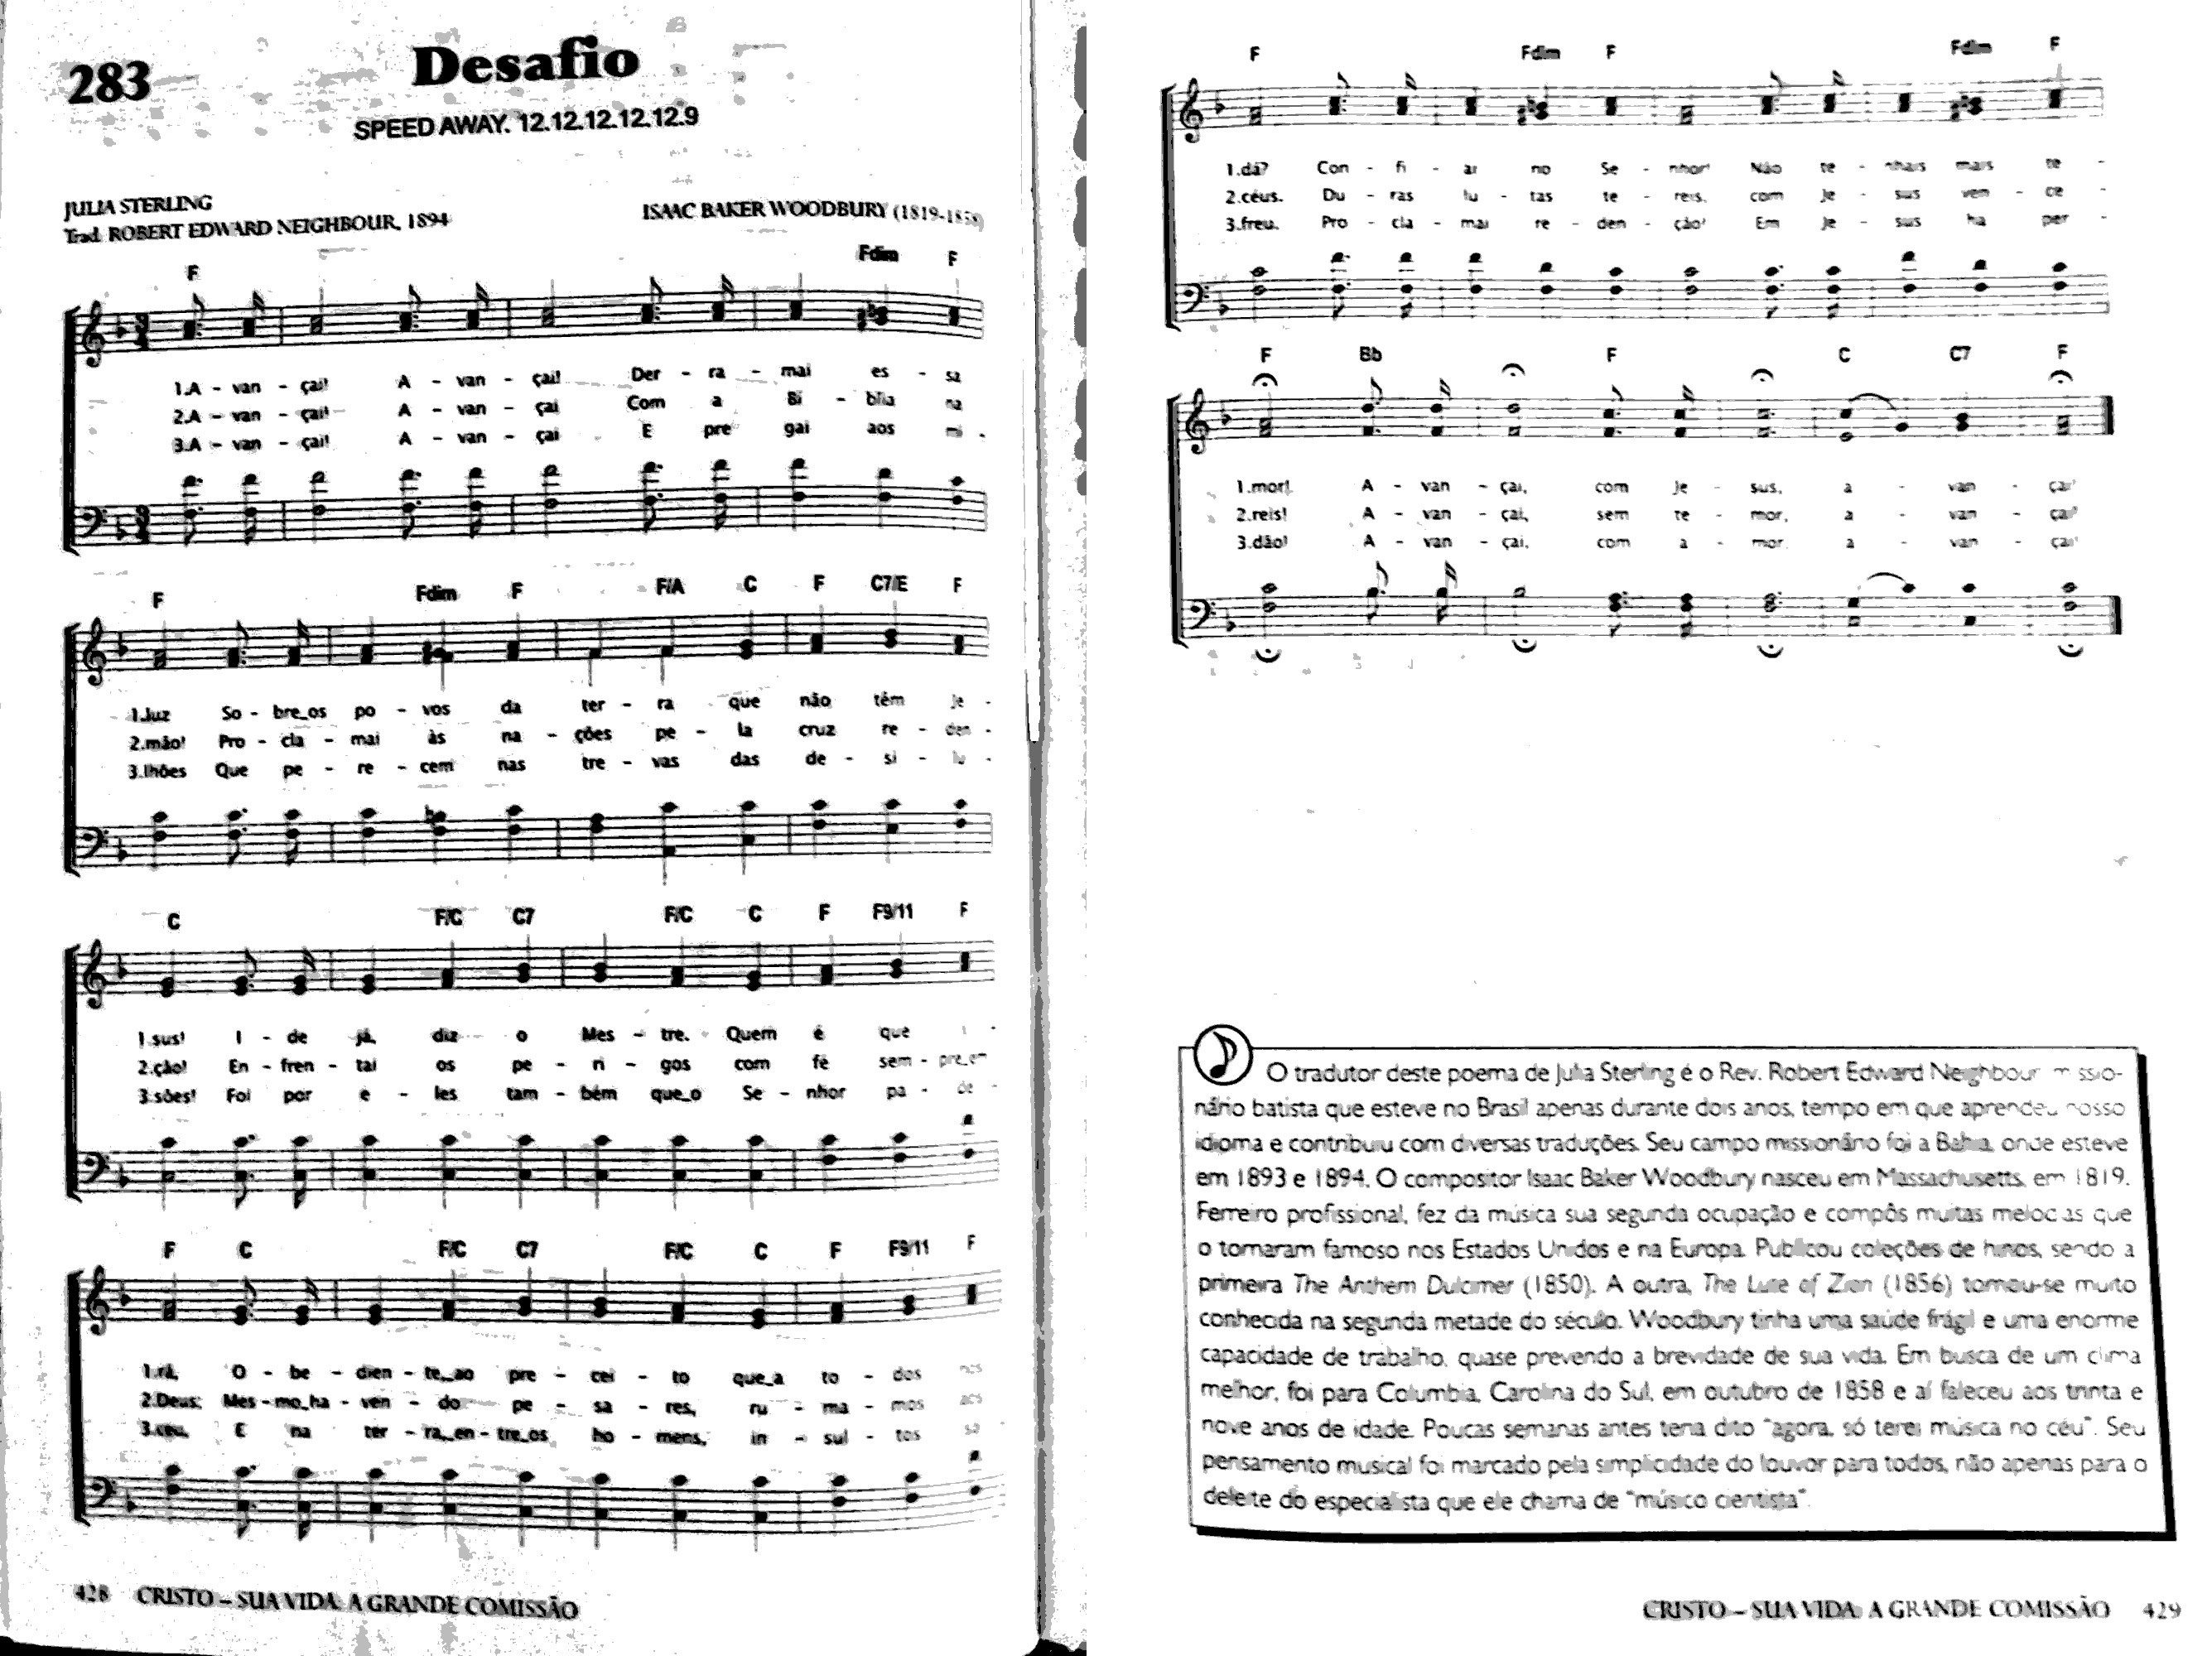 283
Desafio
SPEED AWAY. 12.12.12.12.12.9
JULIA STERLING
Trad. ROBERT EDWARD NEIGHBOUR, 1894
ISAAC BAKER WOODBURY (1819-1858)
F Fdim F
1.A - van - çai! A - van - çai! Der - ra - mai es - sa
2.A - van - çai! A - van - çai Com a Bí - blia na
3.A - van - çai! A - van - çai E pre gai aos mi -
F Fdim F F/A C F C7/E F
1.luz So - bre_os po - vos da ter - ra que não têm Je -
2.mão! Pro - cla - mai às na - ções pe - la cruz re - den -
3.lhões Que pe - re - cem nas tre - vas das de - si - lu -
C F/C C7 F/C C F F9/11 F
1.sus! I - de já, diz o Mes - tre. Quem é que i -
2.ção! En - fren - tai os pe - ri - gos com fé sem - pre_em
3.sões! Foi por e - les tam - bém que_o Se - nhor pa - de -
F C F/C C7 F/C C F F9/11 F
1.rá, O - be - dien - te_ao pre - cei - to que_a to - dos nos
2.Deus; Mes - mo_ha - ven - do pe - sa - res, ru - ma - mos aos
3.ceu, E na ter - ra_en - tre_os ho - mens, in - sul - tos so -
428 CRISTO – SUA VIDA: A GRANDE COMISSÃO
F Fdim F Fdim F
1.dá? Con - fi - ai no Se - nhor! Não te - nhais mais te -
2.céus. Du - ras lu - tas te - reis, com Je - sus ven - ce -
3.freu. Pro - cla - mai re - den - ção! Em Je - sus há per -
F Bb F C C7 F
1.mor! A - van - çai, com Je - sus, a - van - çai!
2.reis! A - van - çai, sem te - mor, a - van - çai!
3.dão! A - van - çai, com a - mor a - van - çai!
O tradutor deste poema de Julia Sterling é o Rev. Robert Edward Neighbour missio-
nário batista que esteve no Brasil apenas durante dois anos, tempo em que aprendeu nosso
idioma e contribuiu com diversas traduções. Seu campo missionário foi a Bahia, onde esteve
em 1893 e 1894. O compositor Isaac Baker Woodbury nasceu em Massachusetts, em 1819.
Ferreiro profissional, fez da música sua segunda ocupação e compôs muitas melodias que
o tornaram famoso nos Estados Unidos e na Europa. Publicou coleções de hinos, sendo a
primeira The Anthem Dulcimer (1850). A outra, The Lute of Zion (1856) tornou-se muito
conhecida na segunda metade do século. Woodbury tinha uma saúde frágil e uma enorme
capacidade de trabalho, quase prevendo a brevidade de sua vida. Em busca de um clima
melhor, foi para Columbia, Carolina do Sul, em outubro de 1858 e aí faleceu aos trinta e
nove anos de idade. Poucas semanas antes teria dito "agora, só terei música no céu". Seu
pensamento musical foi marcado pela simplicidade do louvor para todos, não apenas para o
deleite do especialista que ele chama de "músico cientista"
CRISTO – SUA VIDA: A GRANDE COMISSÃO 429